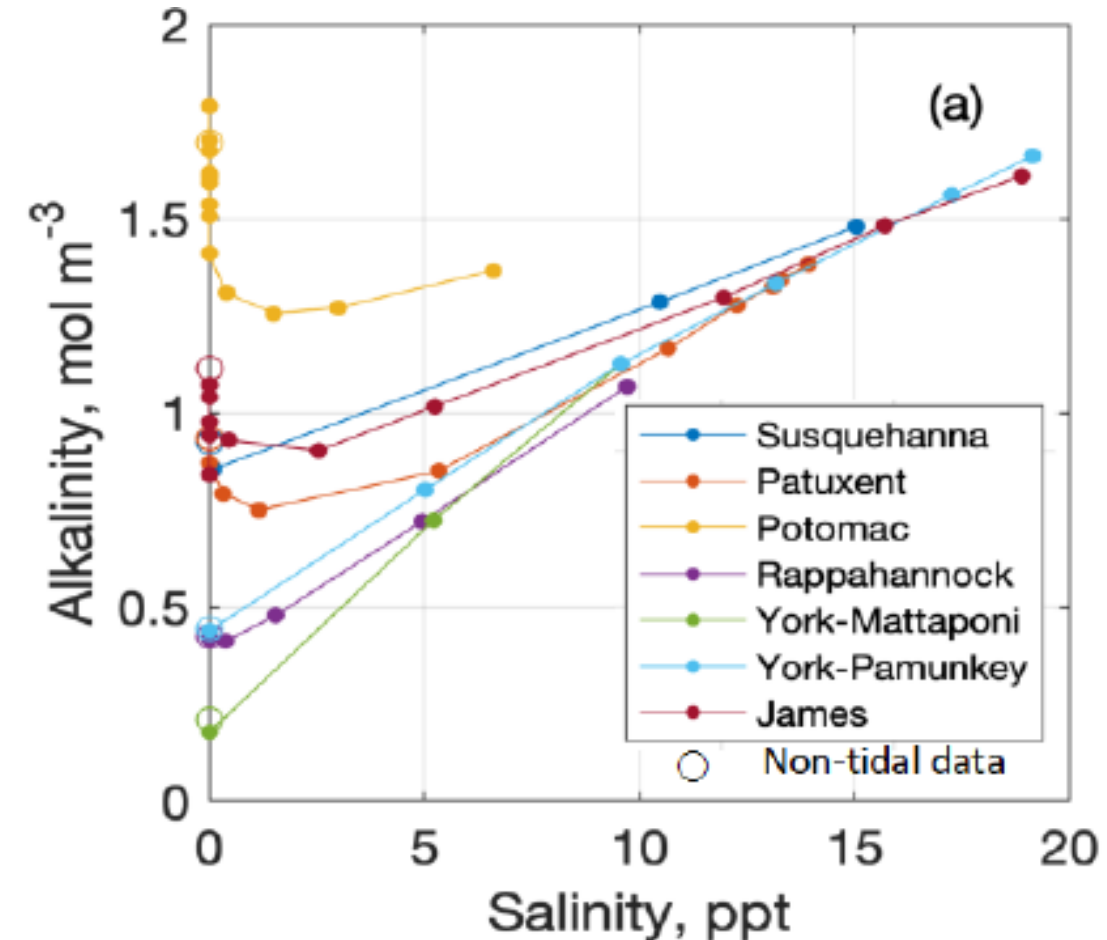 2
1.5
1
0.5
0
0 5 10 15 20
Alkalinity, mol m⁻³
Salinity, ppt
(a)
Susquehanna
Patuxent
Potomac
Rappahannock
York-Mattaponi
York-Pamunkey
James
Non-tidal data